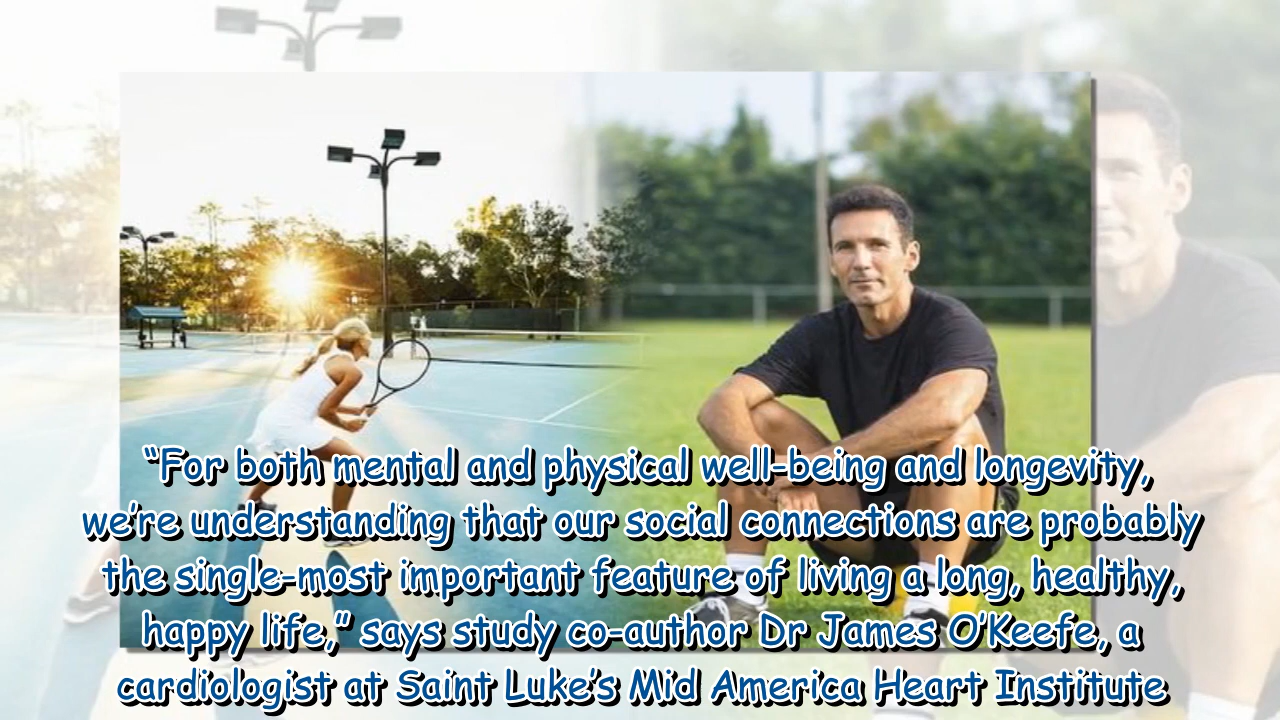 “For both mental and physical well-being and longevity,
we’re understanding that our social connections are probably
the single-most important feature of living a long, healthy,
happy life,” says study co-author Dr James O’Keefe, a
cardiologist at Saint Luke’s Mid America Heart Institute